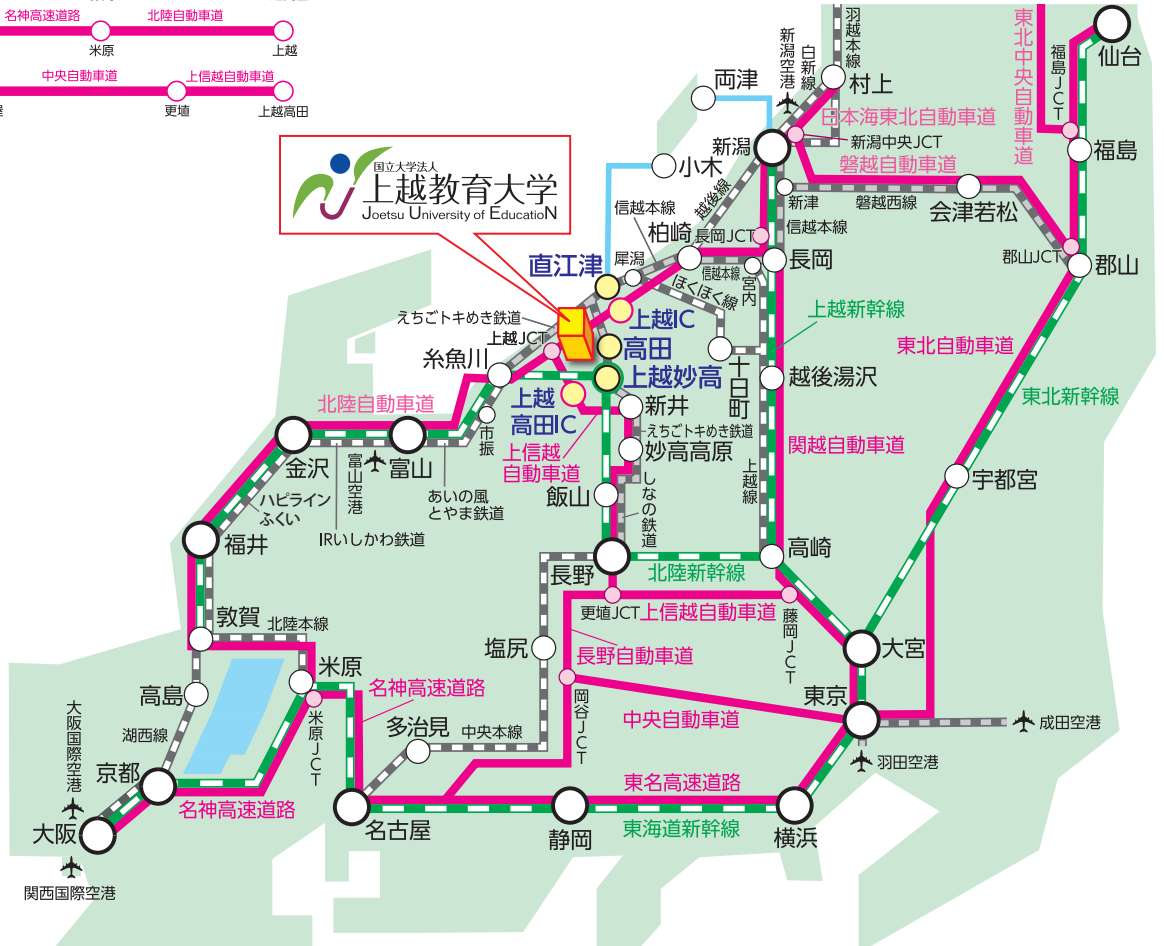 名神高速道路
北陸自動車道
米原
上越
中央自動車道
上信越自動車道
更埴
上越高田
国立大学法人
上越教育大学
Joetsu University of EducatioN
両津
小木
新潟空港
白新線
羽越本線
村上
日本海東北自動車道
新潟中央JCT
磐越自動車道
新潟
東北中央自動車道
福島JCT
仙台
福島
新津
磐越西線
会津若松
信越本線
越後線
信越本線
柏崎
長岡JCT
長岡
郡山JCT
郡山
直江津
犀潟
信越本線
宮内
ほくほく線
えちごトキめき鉄道
上越JCT
上越IC
高田
上越妙高
十日町
上越新幹線
東北自動車道
越後湯沢
東北新幹線
糸魚川
上越
高田IC
新井
北陸自動車道
市振
上信越
自動車道
えちごトキめき鉄道
妙高高原
上越線
関越自動車道
金沢
富山空港
富山
飯山
しなの鉄道
宇都宮
ハピライン
ふくい
あいの風
とやま鉄道
IRいしかわ鉄道
福井
長野
北陸新幹線
高崎
敦賀
北陸本線
更埴JCT
上信越自動車道
藤岡JCT
大宮
塩尻
長野自動車道
米原
高島
名神高速道路
米原JCT
岡谷JCT
中央自動車道
東京
成田空港
羽田空港
大阪国際空港
湖西線
多治見
中央本線
京都
名神高速道路
東名高速道路
大阪
名古屋
静岡
東海道新幹線
横浜
関西国際空港